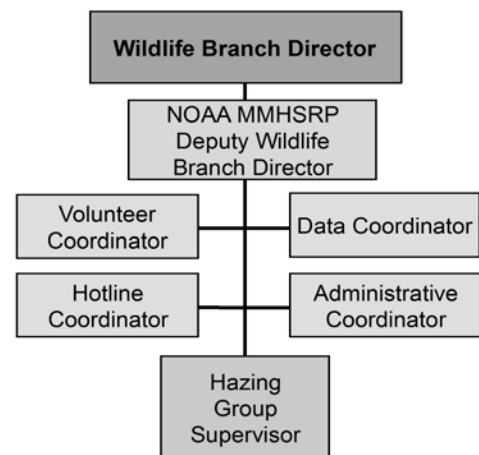 Wildlife Branch Director
NOAA MMHSRP
Deputy Wildlife
Branch Director
Volunteer
Coordinator
Data Coordinator
Hotline
Coordinator
Administrative
Coordinator
Hazing
Group
Supervisor